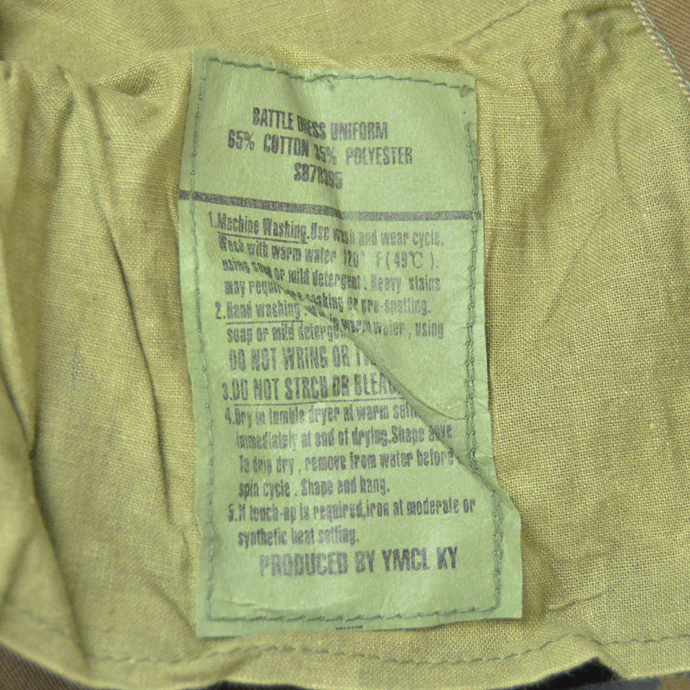 BATTLE DRESS UNIFORM
65% COTTON 35% POLYESTER
SB78395
1.Machine Washing.Use wash and wear cycle.
Wash with warm water 120° F(49℃).
using soap or mild detergent. Heavy stains
may require soaking or pre-spotting.
2.Hand washing.
soap or mild detergent warm water, using
DO NOT WRING OR
3.DO NOT STRCH OR BLEACH
4.Dry in tumble dryer at warm
immediately at end of drying.Shape
To drip dry, remove from water before
spin cycle. Shape and hang.
5.If touch-up is required,iron at moderate or
synthetic heat setting.
PRODUCED BY YMCL KY